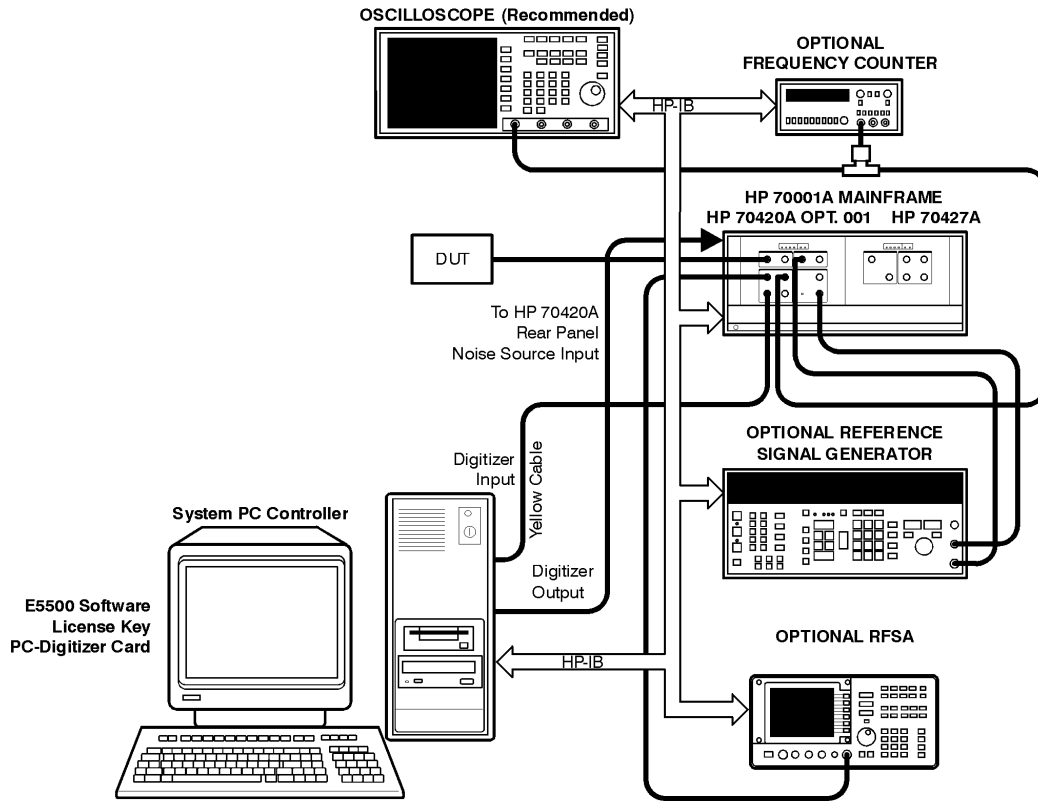 OSCILLOSCOPE (Recommended)
OPTIONAL
FREQUENCY COUNTER
HP-IB
HP 70001A MAINFRAME
HP 70420A OPT. 001 HP 70427A
DUT
To HP 70420A
Rear Panel
Noise Source Input
OPTIONAL REFERENCE
SIGNAL GENERATOR
Digitizer
Input
Yellow Cable
System PC Controller
Digitizer
Output
E5500 Software
License Key
PC-Digitizer Card
OPTIONAL RFSA
HP-IB